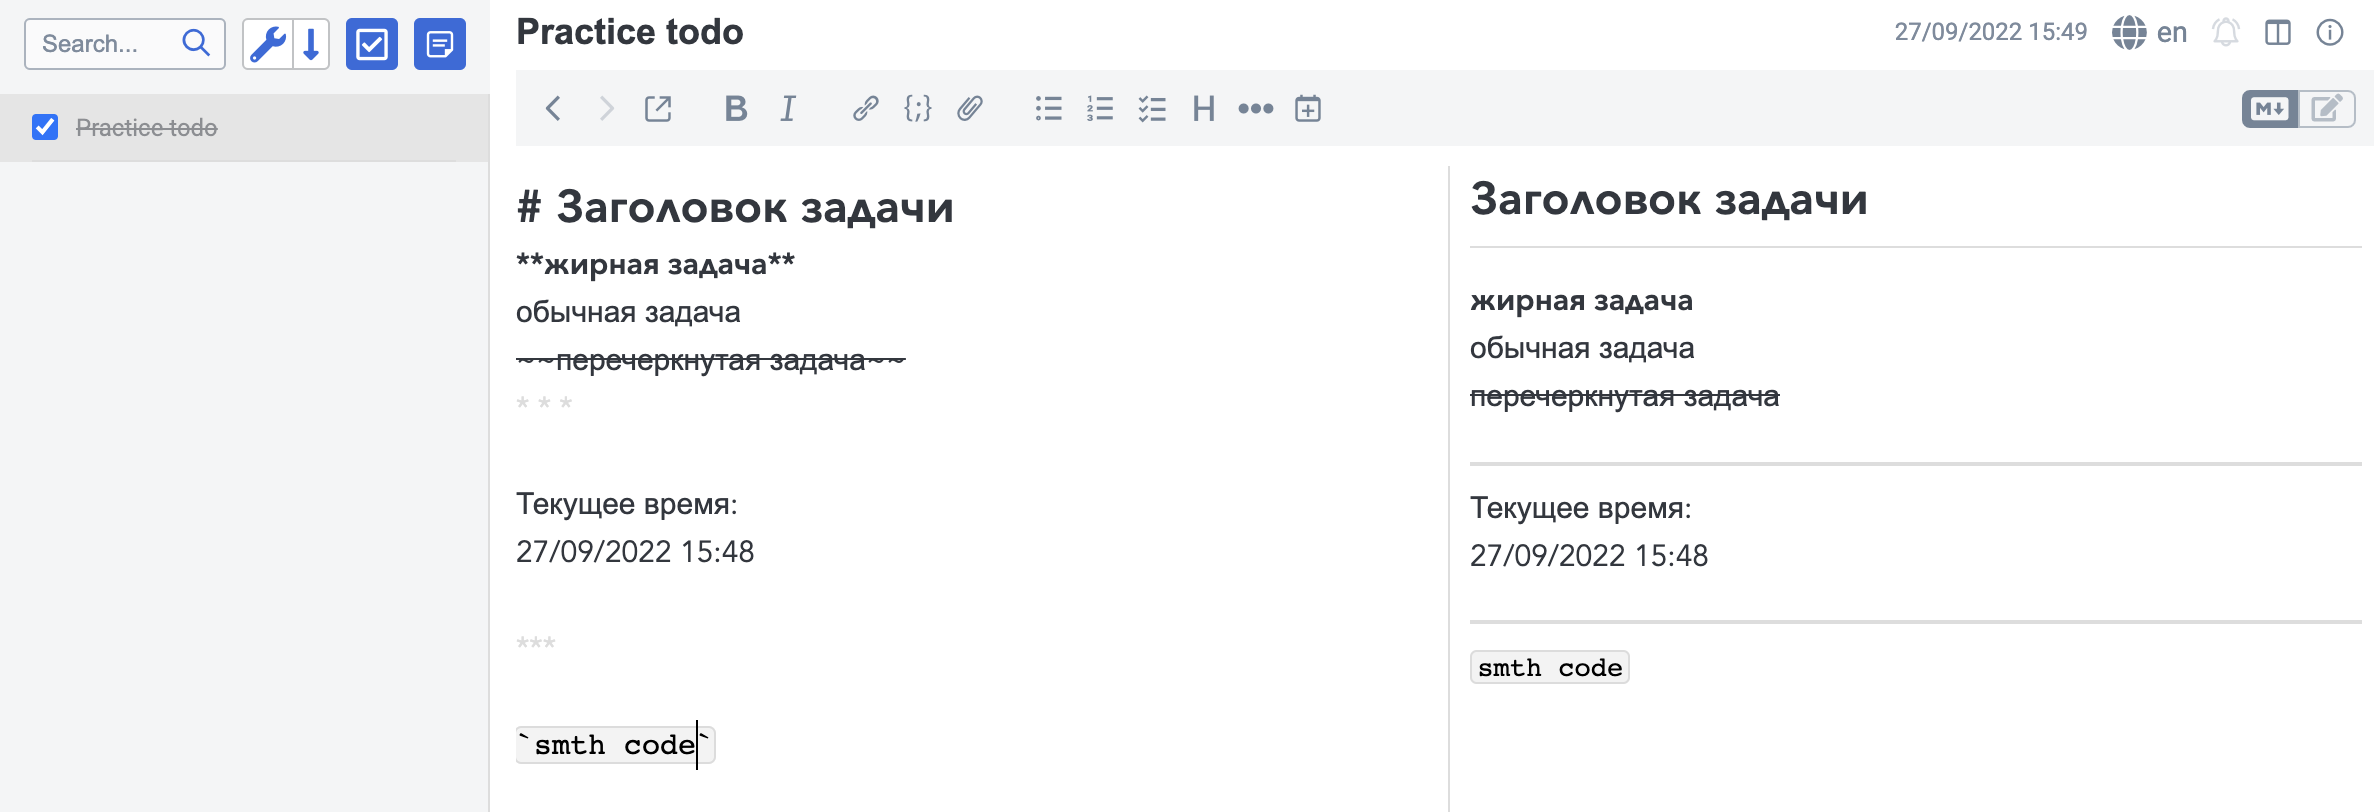 Search...
Practice todo
Practice todo
27/09/2022 15:49
en
B I H
M
# Заголовок задачи
**жирная задача**
обычная задача
~~перечеркнутая задача~~
* * *
Текущее время:
27/09/2022 15:48
***
`smth code`
Заголовок задачи
жирная задача
обычная задача
перечеркнутая задача
Текущее время:
27/09/2022 15:48
smth code